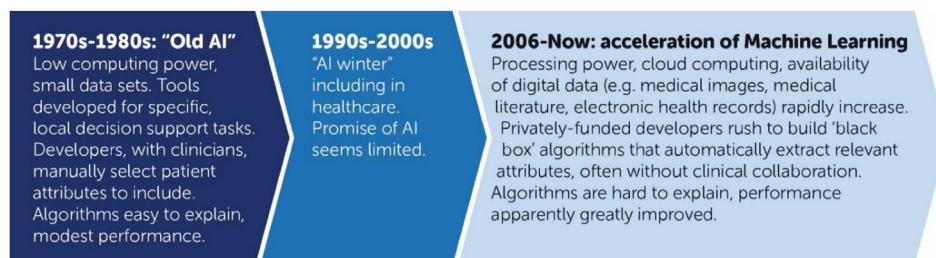 1970s-1980s: “Old AI”
Low computing power,
small data sets. Tools
developed for specific,
local decision support tasks.
Developers, with clinicians,
manually select patient
attributes to include.
Algorithms easy to explain,
modest performance.
1990s-2000s
“AI winter”
including in
healthcare.
Promise of AI
seems limited.
2006-Now: acceleration of Machine Learning
Processing power, cloud computing, availability
of digital data (e.g. medical images, medical
literature, electronic health records) rapidly increase.
Privately-funded developers rush to build ‘black
box’ algorithms that automatically extract relevant
attributes, often without clinical collaboration.
Algorithms are hard to explain, performance
apparently greatly improved.